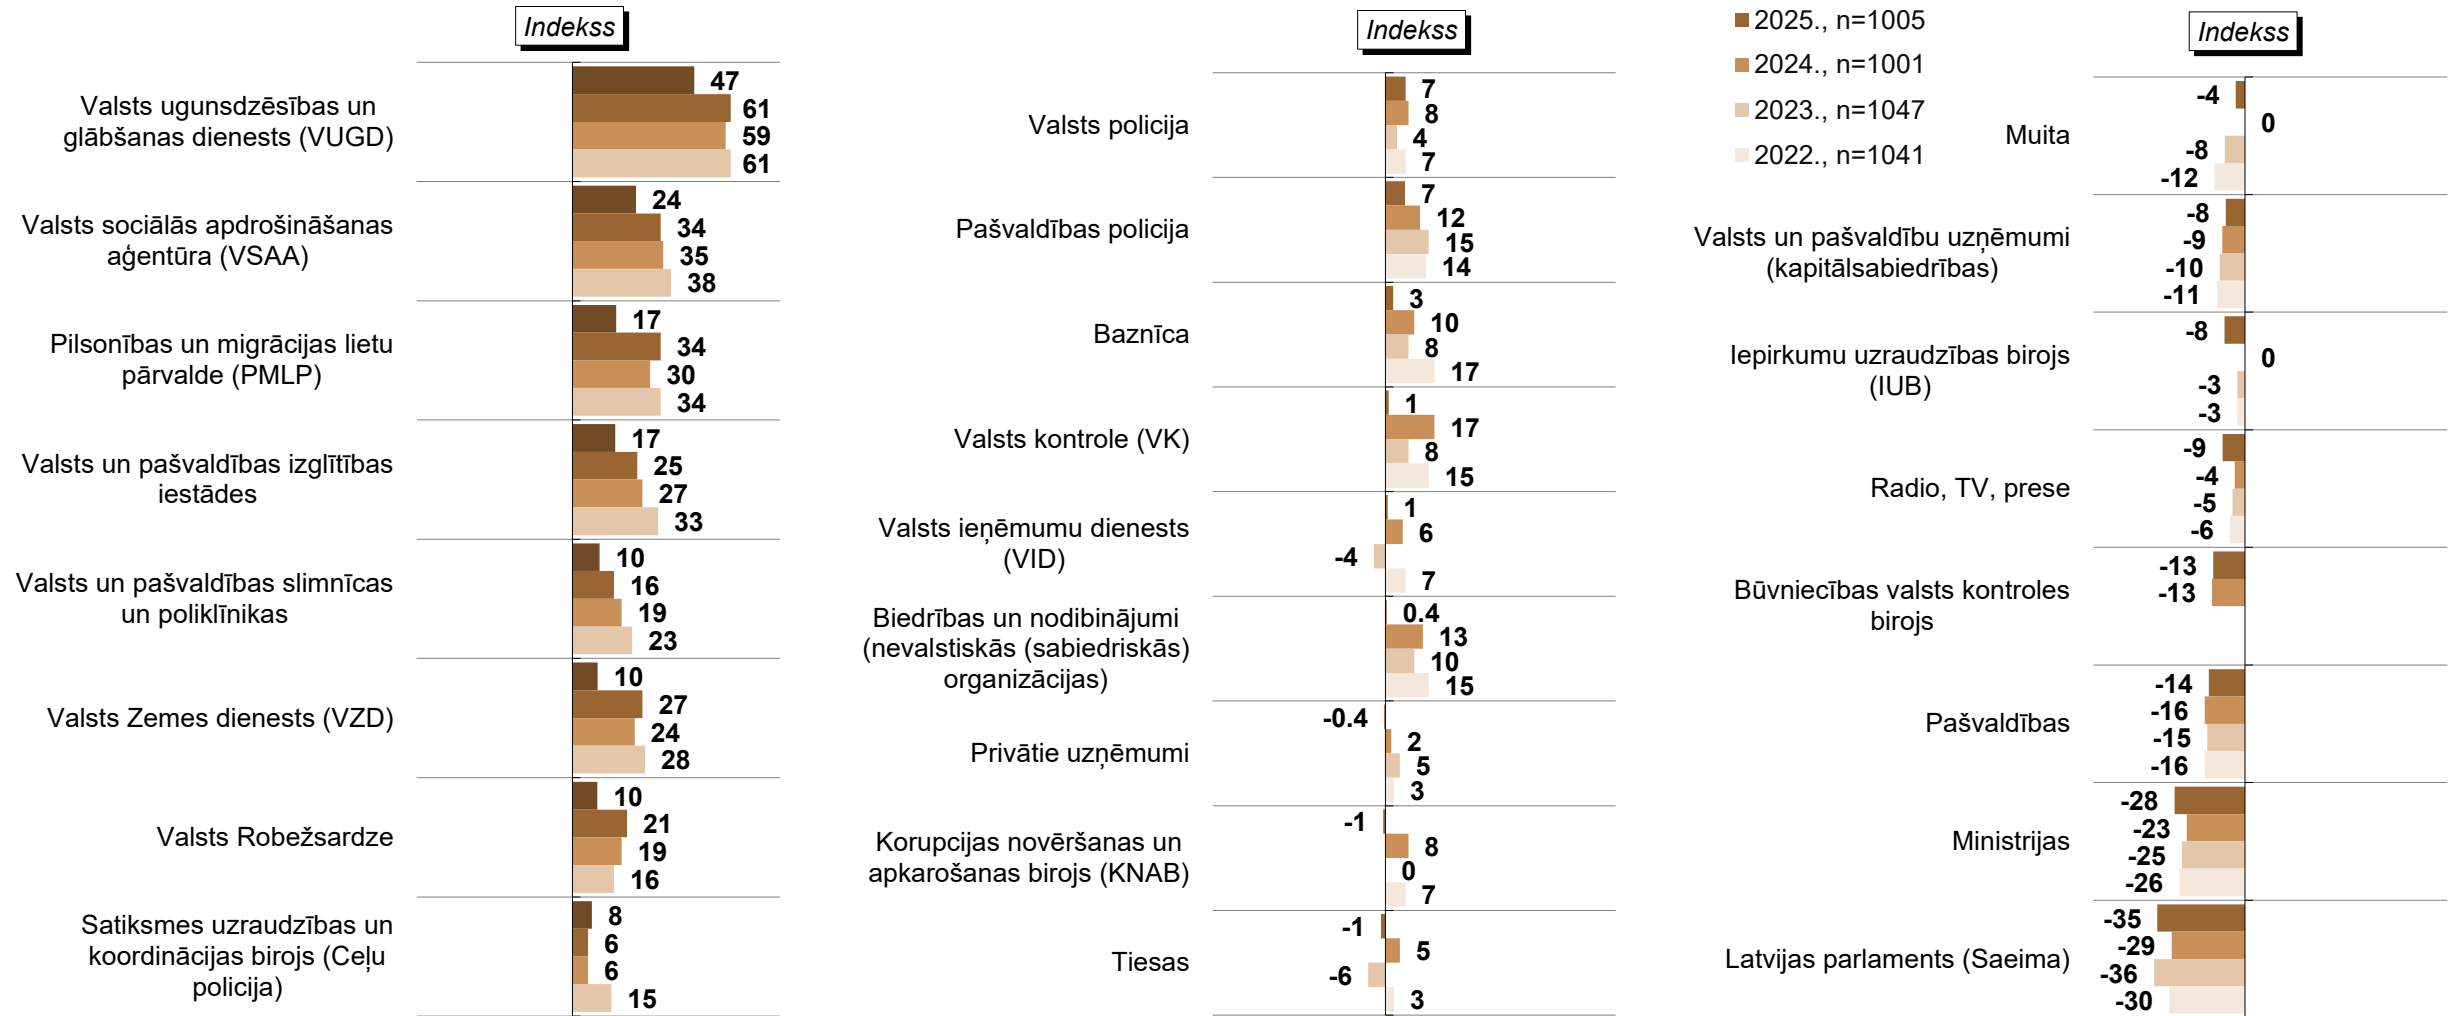 Indekss
Valsts ugunsdzēsības un
glābšanas dienests (VUGD)
47
61
59
61
Valsts sociālās apdrošināšanas
aģentūra (VSAA)
24
34
35
38
Pilsonības un migrācijas lietu
pārvalde (PMLP)
17
34
30
34
Valsts un pašvaldības izglītības
iestādes
17
25
27
33
Valsts un pašvaldības slimnīcas
un poliklīnikas
10
16
19
23
Valsts Zemes dienests (VZD)
10
27
24
28
Valsts Robežsardze
10
21
19
16
Satiksmes uzraudzības un
koordinācijas birojs (Ceļu
policija)
8
6
6
15
Indekss
Valsts policija
7
8
4
7
Pašvaldības policija
7
12
15
14
Baznīca
3
10
8
17
Valsts kontrole (VK)
1
17
8
15
Valsts ieņēmumu dienests
(VID)
1
6
-4
7
Biedrības un nodibinājumi
(nevalstiskās (sabiedriskās)
organizācijas)
0.4
13
10
15
Privātie uzņēmumi
-0.4
2
5
3
Korupcijas novēršanas un
apkarošanas birojs (KNAB)
-1
8
0
7
Tiesas
-1
5
-6
3
2025., n=1005
2024., n=1001
2023., n=1047
2022., n=1041
Indekss
Muita
-4
0
-8
-12
Valsts un pašvaldību uzņēmumi
(kapitālsabiedrības)
-8
-9
-10
-11
Iepirkumu uzraudzības birojs
(IUB)
-8
0
-3
-3
Radio, TV, prese
-9
-4
-5
-6
Būvniecības valsts kontroles
birojs
-13
-13
Pašvaldības
-14
-16
-15
-16
Ministrijas
-28
-23
-25
-26
Latvijas parlaments (Saeima)
-35
-29
-36
-30